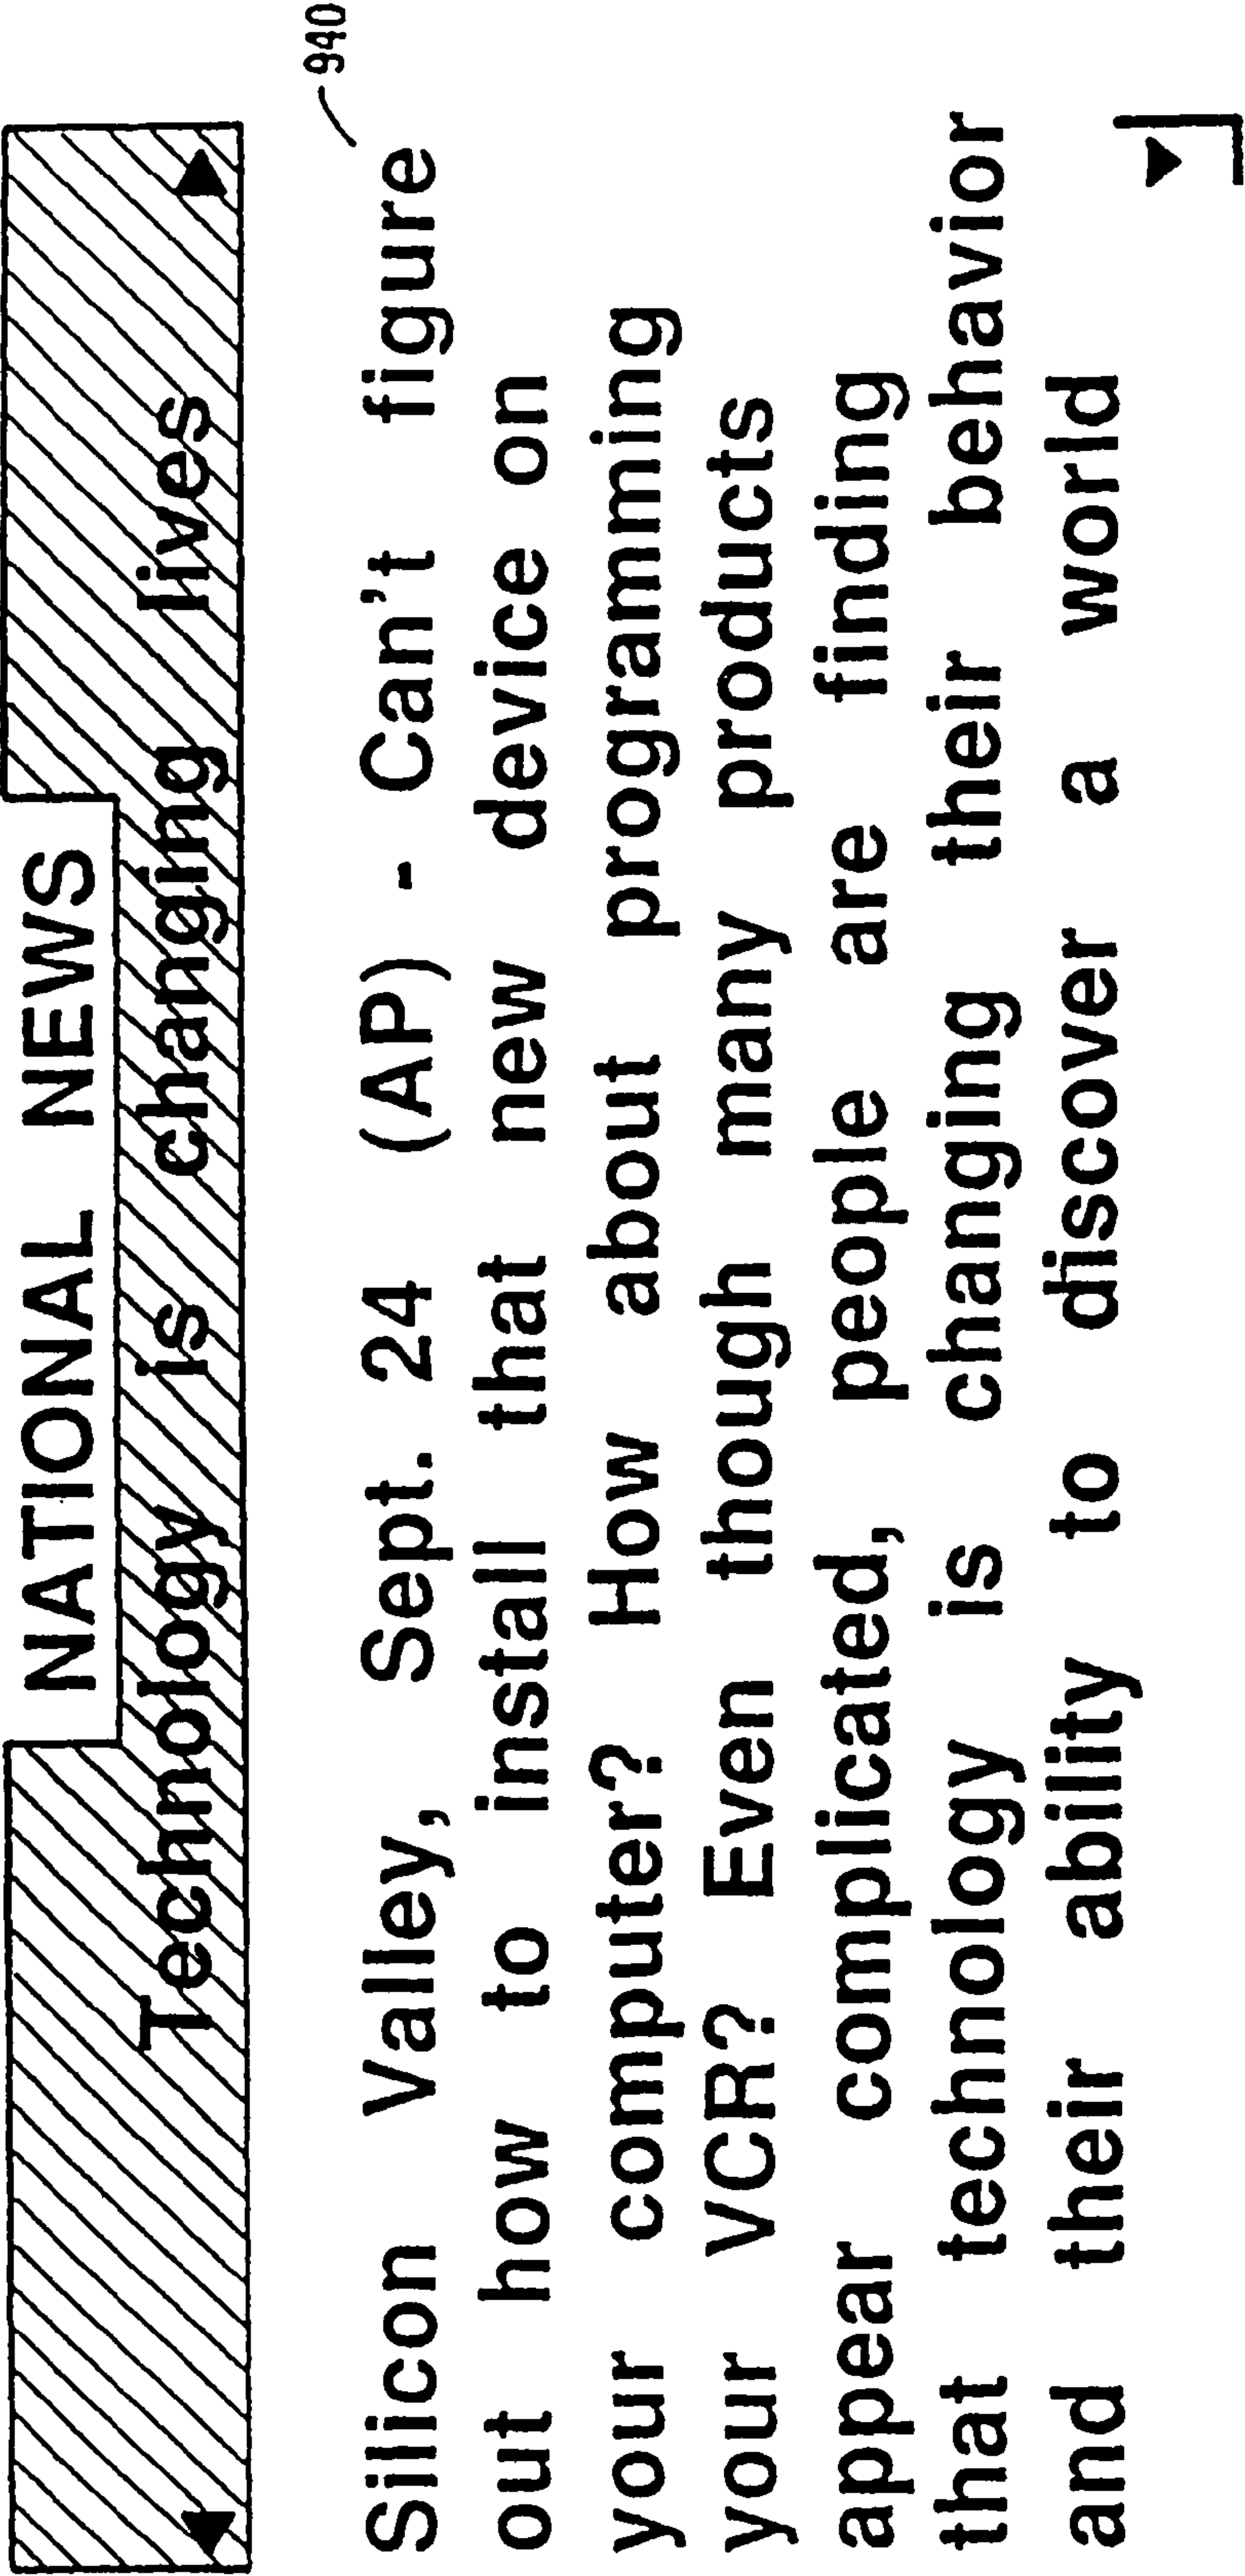 NATIONAL NEWS
Technology is changing lives
940
Silicon Valley, Sept. 24 (AP) - Can't figure
out how to install that new device on
your computer? How about programming
your VCR? Even though many products
appear complicated, people are finding
that technology is changing their behavior
and their ability to discover a world